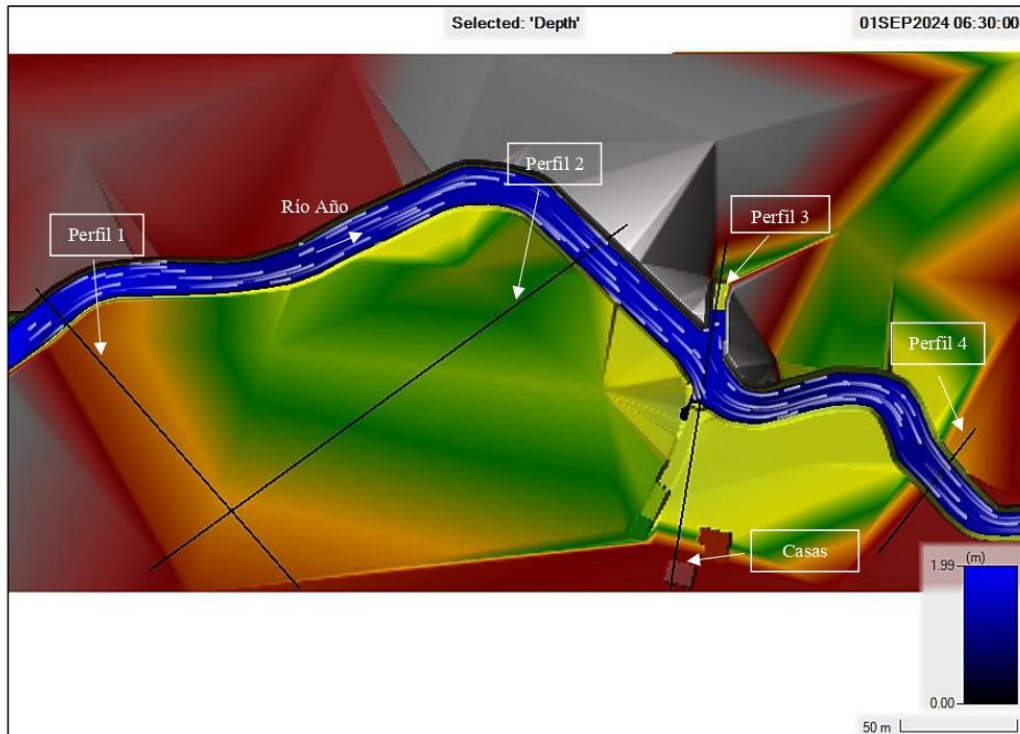 Selected: 'Depth'
01SEP2024 06:30:00
Perfil 2
Río Año
Perfil 3
Perfil 1
Perfil 4
Casas
(m)
1.99
0.00
50 m